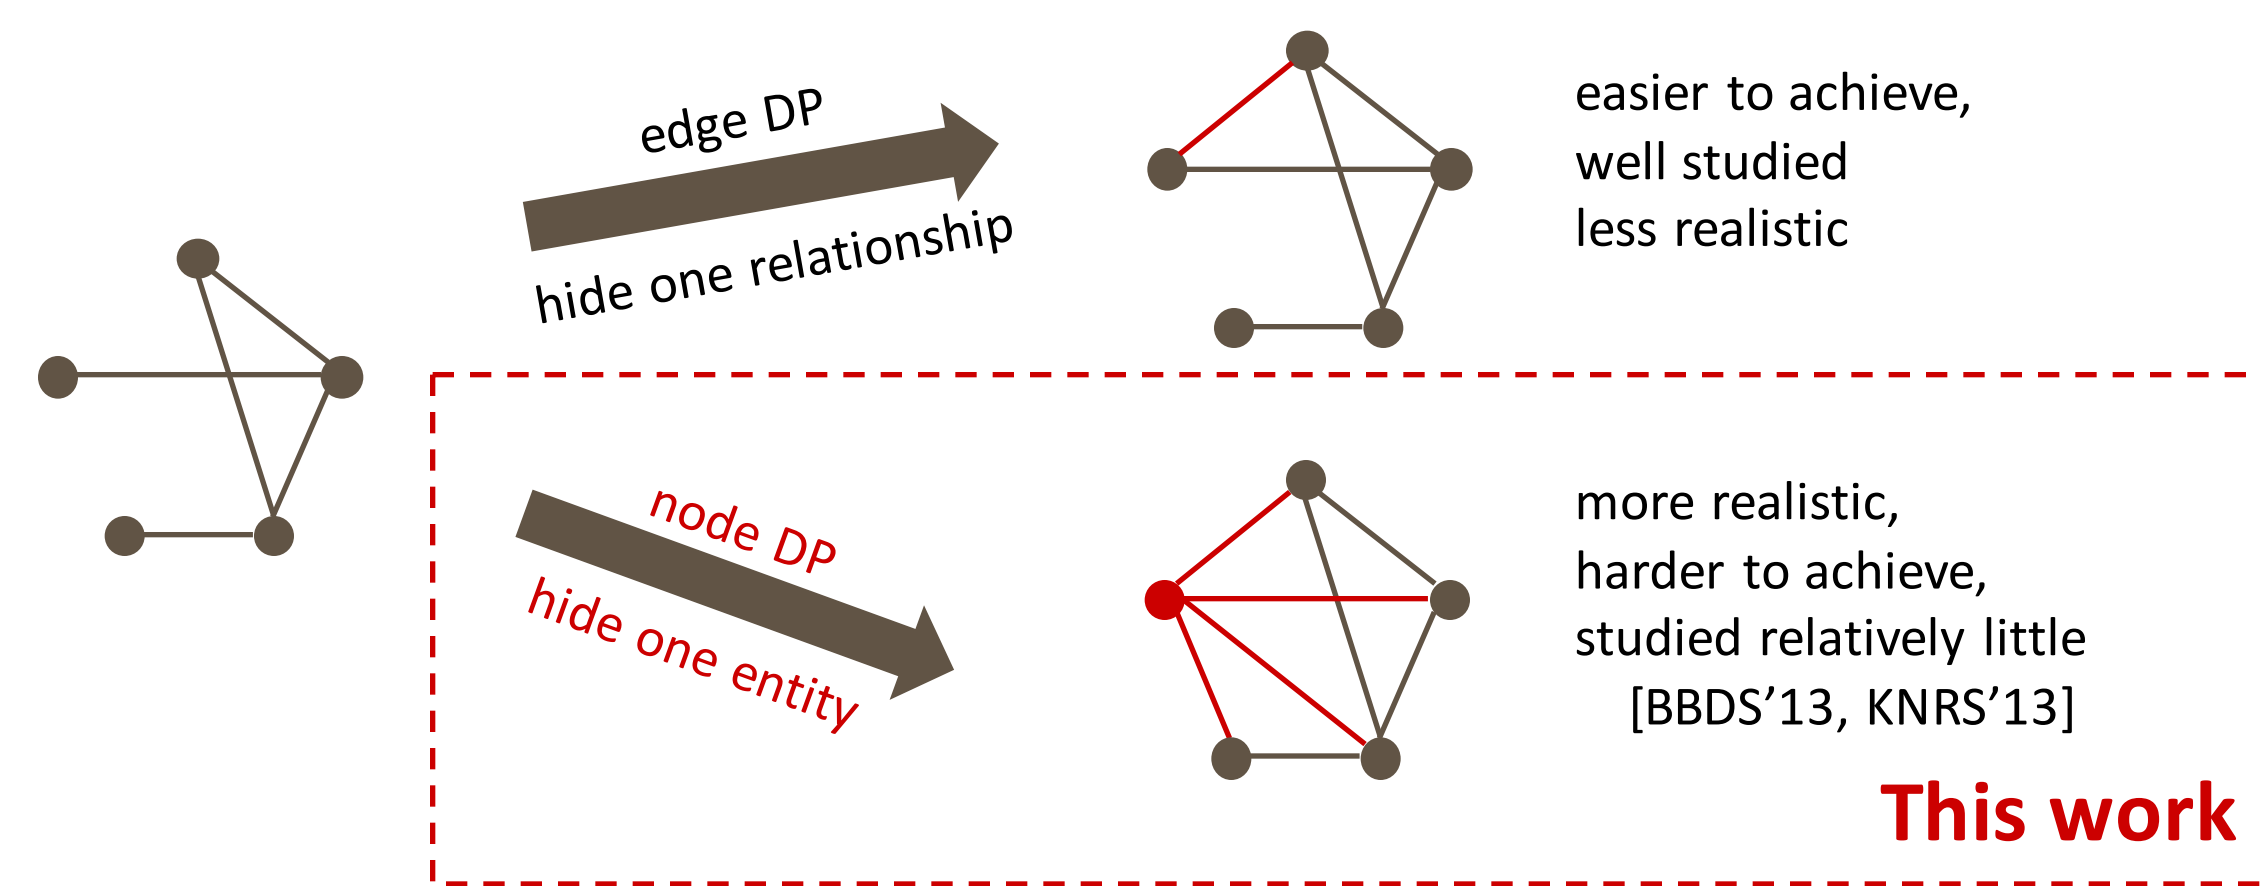 edge DP
hide one relationship
easier to achieve,
well studied
less realistic
node DP
hide one entity
more realistic,
harder to achieve,
studied relatively little
[BBDS’13, KNRS’13]
This work